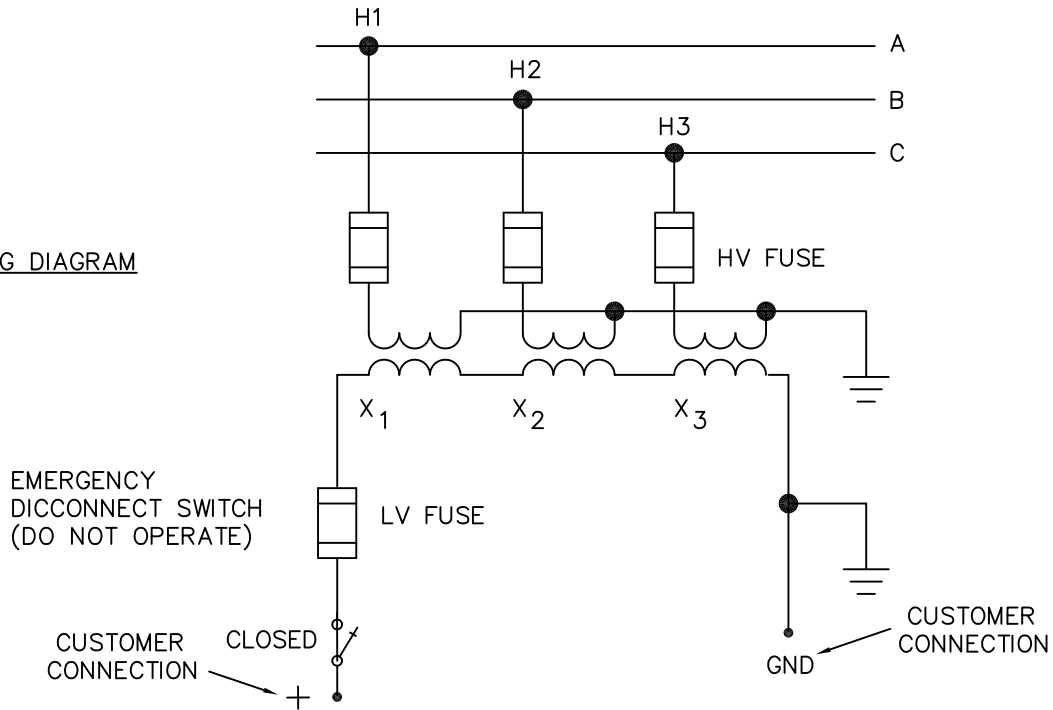 H1
A
H2
B
H3
C
G DIAGRAM
HV FUSE
X1
X2
X3
EMERGENCY
DICCONNECT SWITCH
(DO NOT OPERATE)
LV FUSE
CUSTOMER
CONNECTION
CLOSED
+
GND
CUSTOMER
CONNECTION